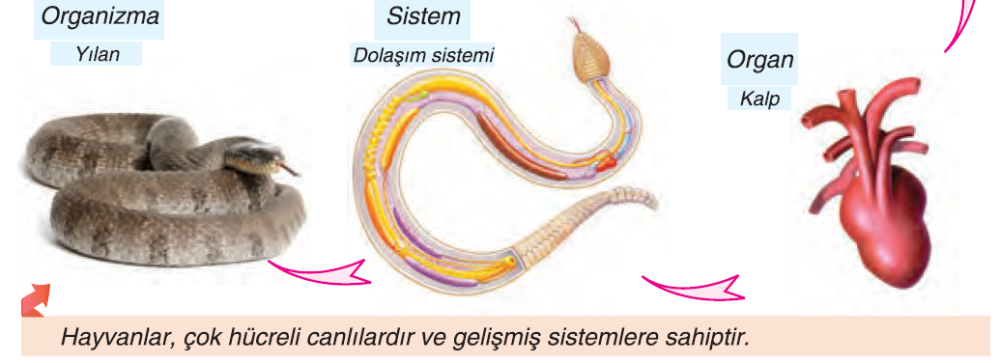 Organizma
Yılan
Sistem
Dolaşım sistemi
Organ
Kalp
Hayvanlar, çok hücreli canlılardır ve gelişmiş sistemlere sahiptir.